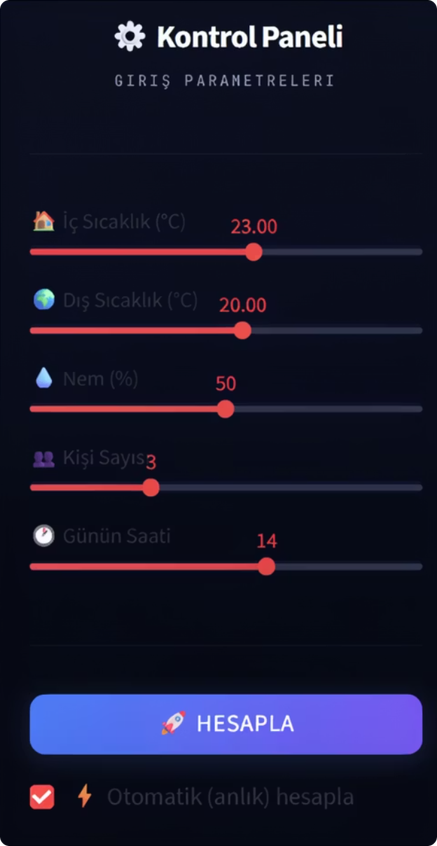 Kontrol Paneli
GIRIŞ PARAMETRELERI
İç Sıcaklık (°C)
23.00
Dış Sıcaklık (°C)
20.00
Nem (%)
50
Kişi Sayıs
3
Günün Saati
14
HESAPLA
Otomatik (anlık) hesapla